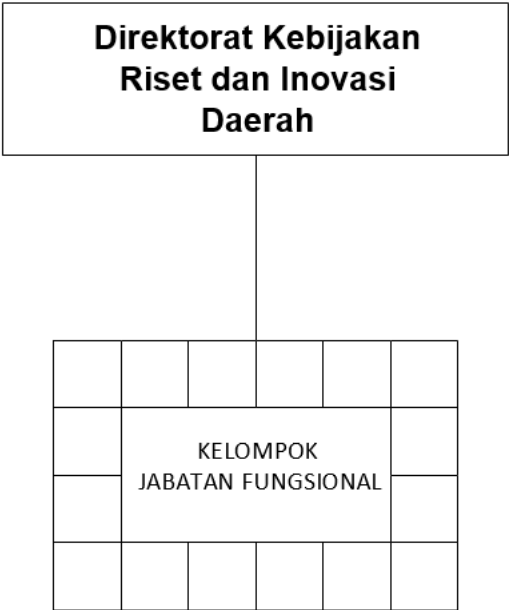 Direktorat Kebijakan
Riset dan Inovasi
Daerah
KELOMPOK
JABATAN FUNGSIONAL